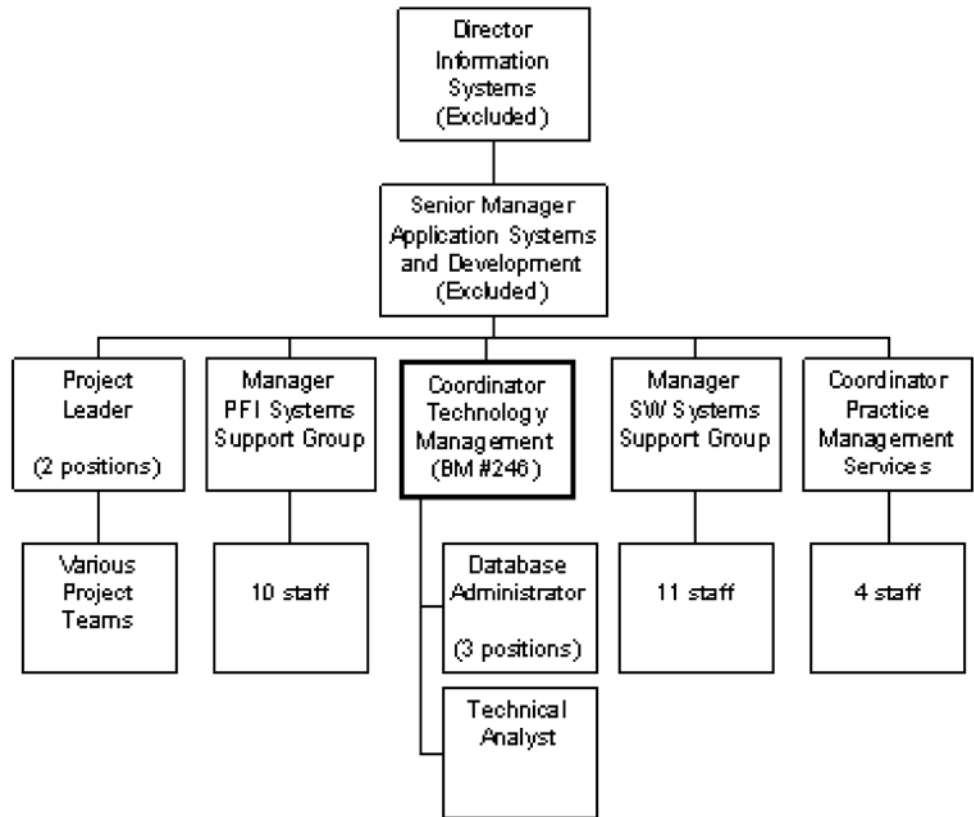 Director
Information
Systems
(Excluded)
Senior Manager
Application Systems
and Development
(Excluded)
Project
Leader
(2 positions)
Manager
PFI Systems
Support Group
Coordinator
Technology
Management
(BM #246)
Manager
SW Systems
Support Group
Coordinator
Practice
Management
Services
Various
Project
Teams
10 staff
Database
Administrator
(3 positions)
11 staff
4 staff
Technical
Analyst